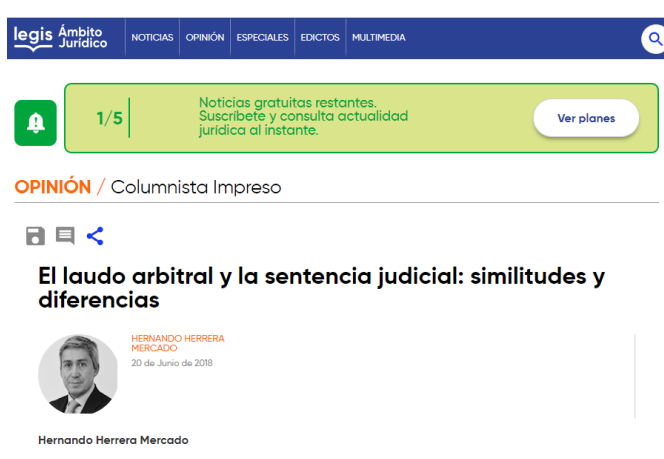 legis Ámbito Jurídico NOTICIAS OPINIÓN ESPECIALES EDICTOS MULTIMEDIA
1/5
Noticias gratuitas restantes.
Suscríbete y consulta actualidad
jurídica al instante.
Ver planes
OPINIÓN / Columnista Impreso
El laudo arbitral y la sentencia judicial: similitudes y
diferencias
HERNANDO HERRERA
MERCADO
20 de Junio de 2018
Hernando Herrera Mercado